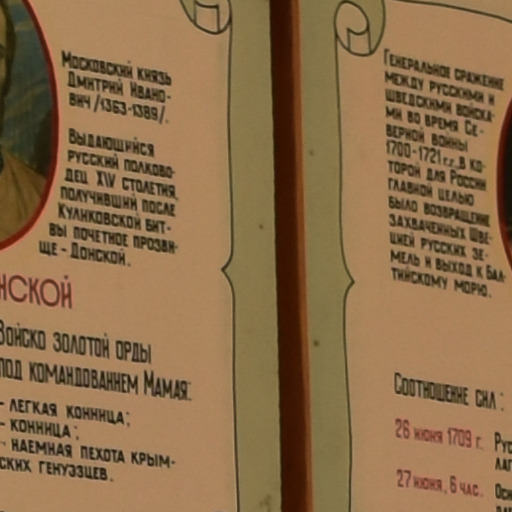 Московский князь
Дмитрий Ивано-
вич /1363-1389/.
Выдающийся
русский полково-
дец XIV столетия,
получивший после
Куликовской бит-
вы почетное прозви-
ще - Донской.
нской
Войско золотой орды
под командованием Мамая:
- легкая конница;
- конница;
- наемная пехота крым-
ских генуэзцев.
Генеральное сражение
между русскими и
шведскими войска-
ми во время Се-
верной войны
1700-1721 г.г. в ко-
торой для России
главной целью
было возвращение
захваченных Шве-
цией русских зе-
мель и выход к Бал-
тийскому морю.
Соотношение сил:
26 июня 1709 г. Рус
лаг
27 июня, 6 час. Осн